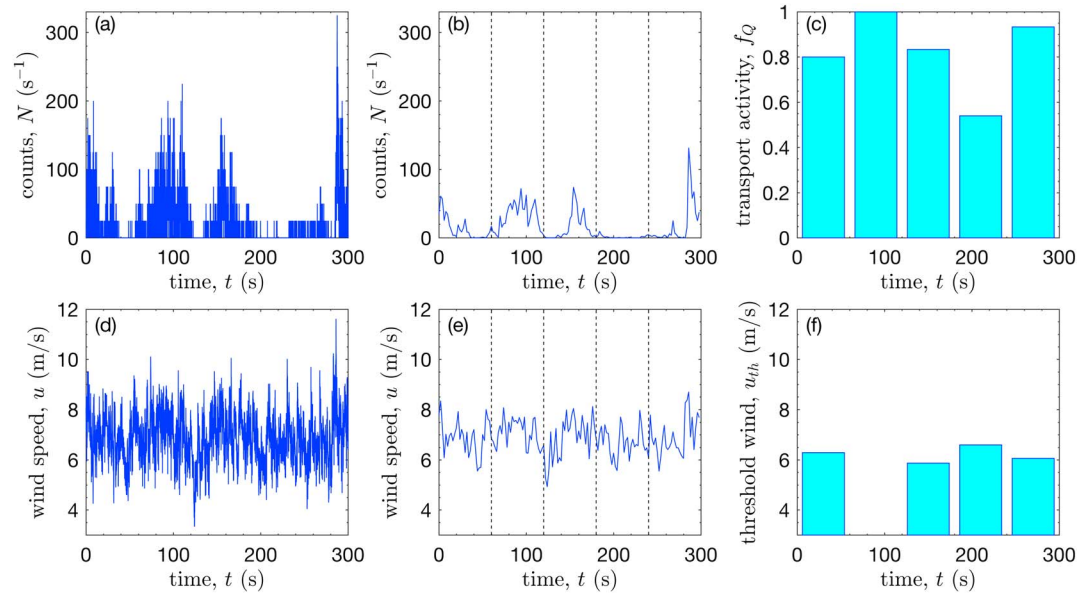 (a)
counts, N (s⁻¹)
300
200
100
0
0 100 200 300
time, t (s)
(b)
counts, N (s⁻¹)
300
200
100
0
0 100 200 300
time, t (s)
(c)
transport activity, f_Q
1
0.8
0.6
0.4
0.2
0
0 100 200 300
time, t (s)
(d)
wind speed, u (m/s)
12
10
8
6
4
0 100 200 300
time, t (s)
(e)
wind speed, u (m/s)
12
10
8
6
4
0 100 200 300
time, t (s)
(f)
threshold wind, u_th (m/s)
12
10
8
6
4
0 100 200 300
time, t (s)